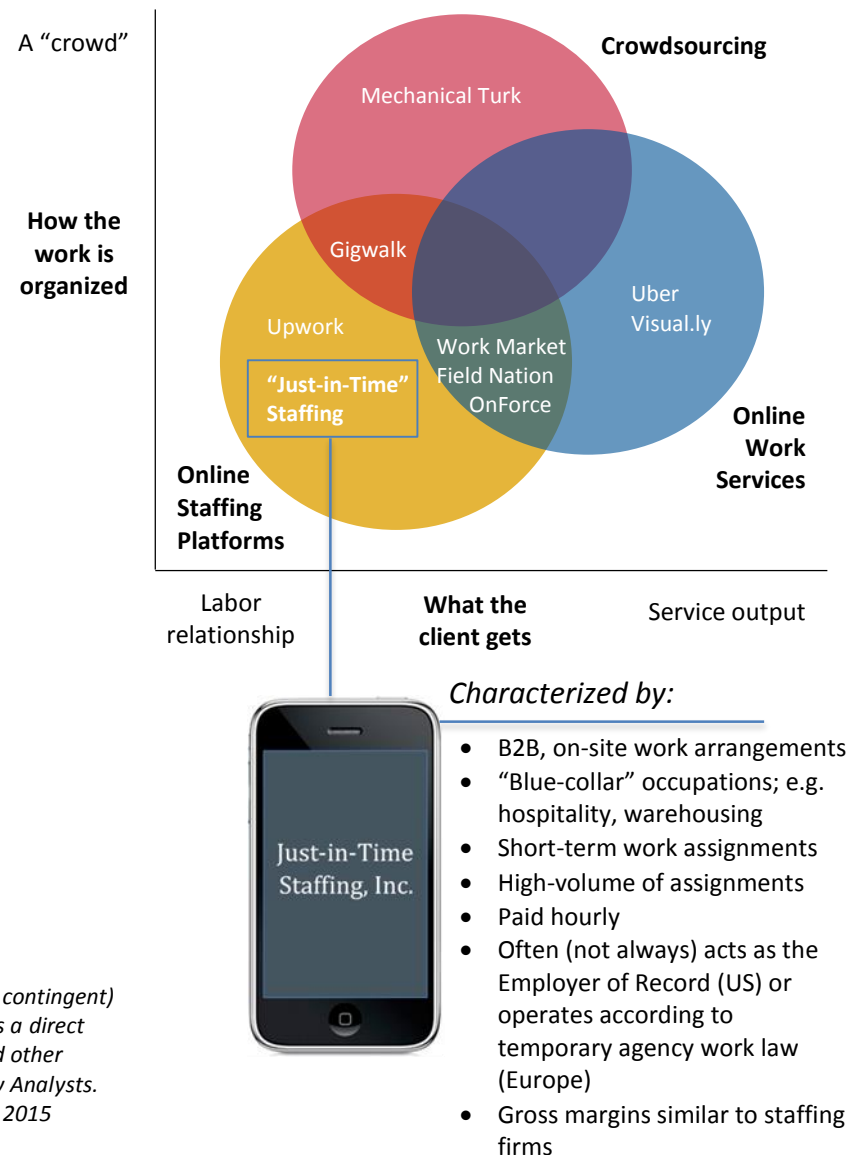 A “crowd”
Crowdsourcing
Mechanical Turk
How the
work is
organized
Gigwalk
Uber
Visual.ly
Upwork
Work Market
Field Nation
OnForce
“Just-in-Time”
Staffing
Online
Work
Services
Online
Staffing
Platforms
Labor
relationship
What the
client gets
Service output
Characterized by:
• B2B, on-site work arrangements
• “Blue-collar” occupations; e.g.
hospitality, warehousing
• Short-term work assignments
• High-volume of assignments
• Paid hourly
• Often (not always) acts as the
Employer of Record (US) or
operates according to
temporary agency work law
(Europe)
• Gross margins similar to staffing
firms
Just-in-Time
Staffing, Inc.
contingent)
s a direct
d other
y Analysts.
2015